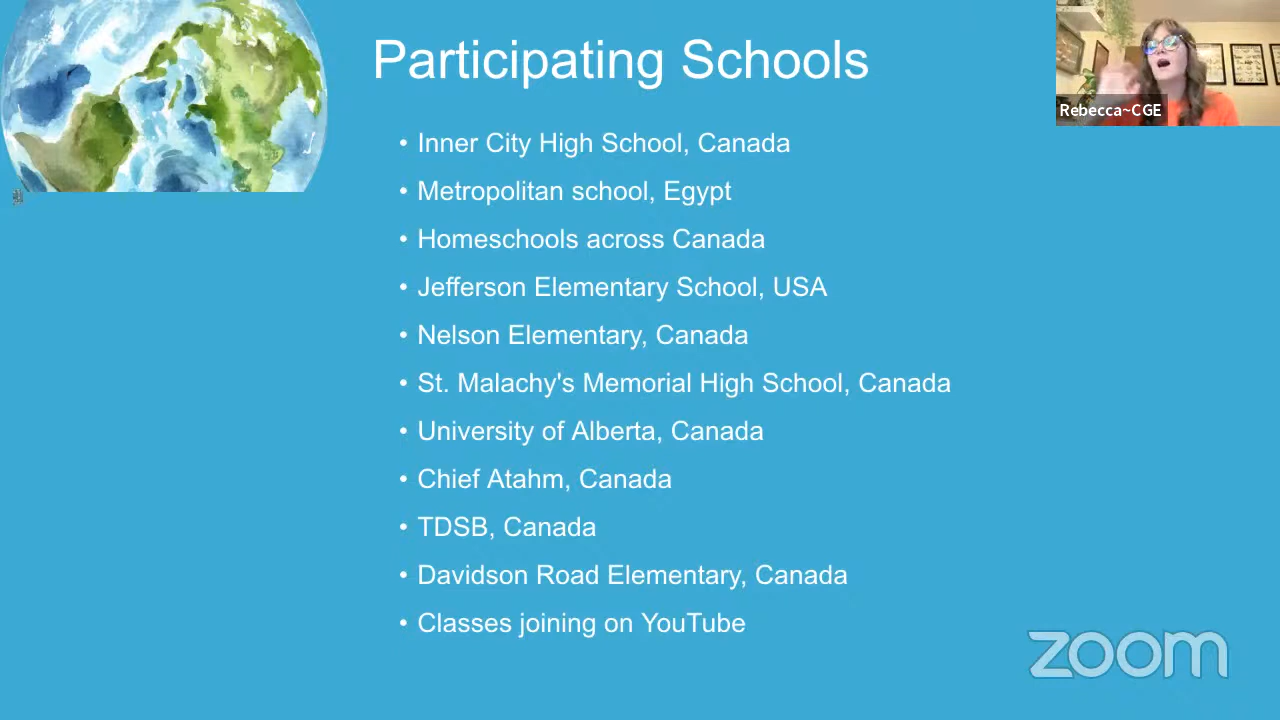 Participating Schools
• Inner City High School, Canada
• Metropolitan school, Egypt
• Homeschools across Canada
• Jefferson Elementary School, USA
• Nelson Elementary, Canada
• St. Malachy's Memorial High School, Canada
• University of Alberta, Canada
• Chief Atahm, Canada
• TDSB, Canada
• Davidson Road Elementary, Canada
• Classes joining on YouTube
Rebecca~CGE
zoom